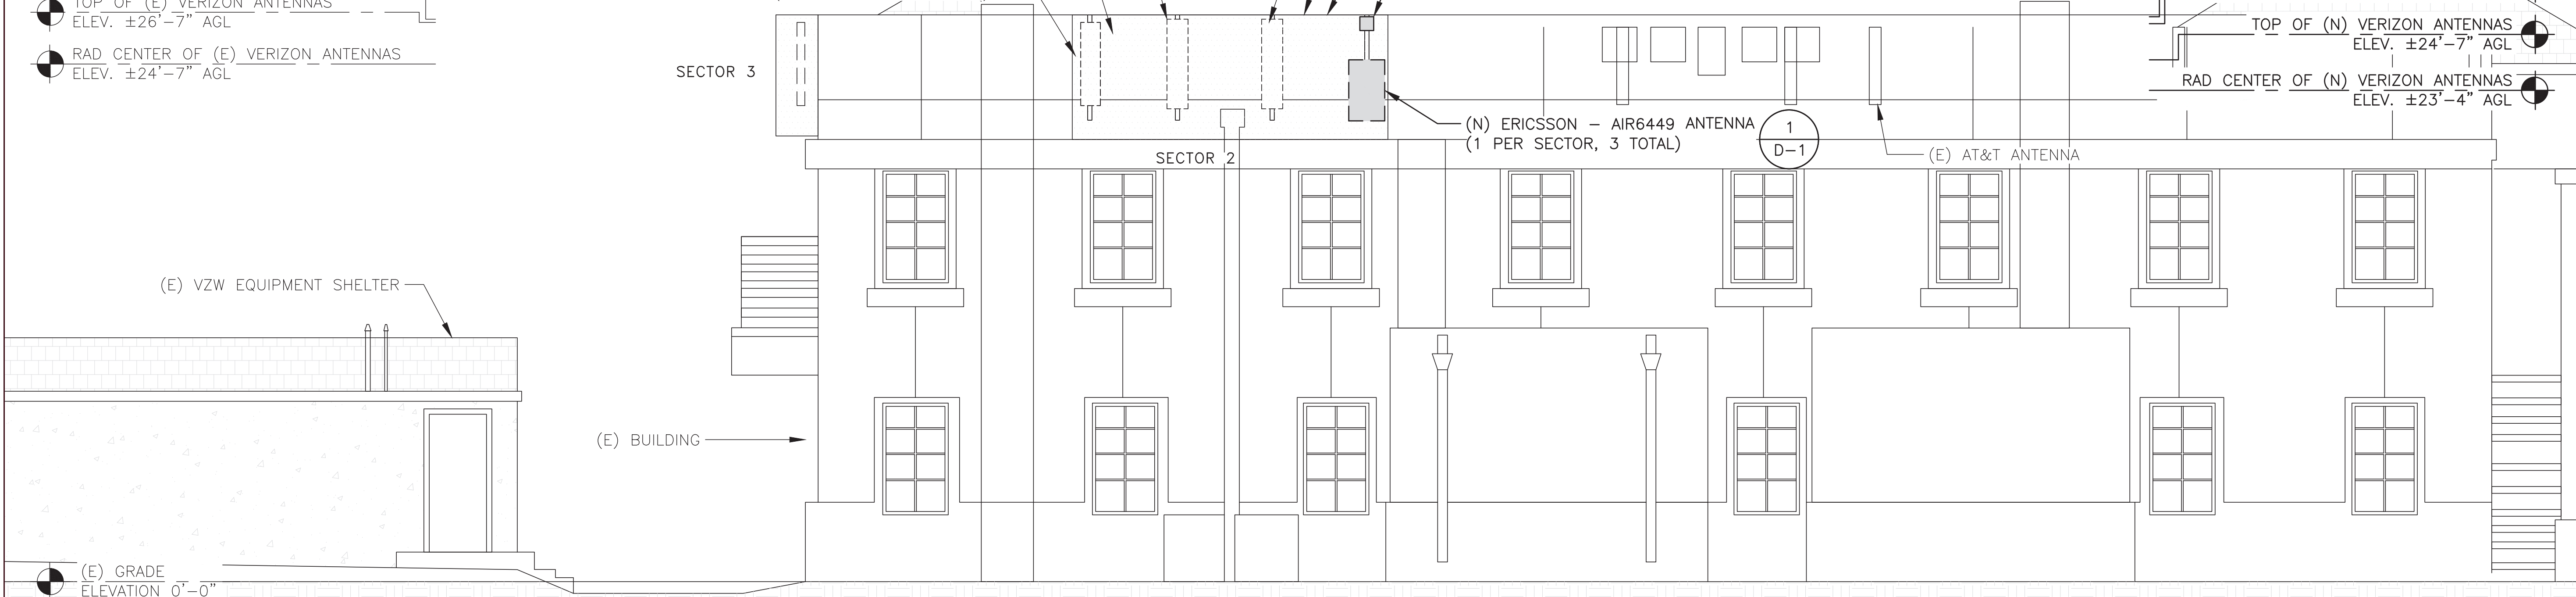 TOP OF (E) VERIZON ANTENNAS
ELEV. ±26'-7" AGL
RAD CENTER OF (E) VERIZON ANTENNAS
ELEV. ±24'-7" AGL
SECTOR 3
TOP OF (N) VERIZON ANTENNAS
ELEV. ±24'-7" AGL
RAD CENTER OF (N) VERIZON ANTENNAS
ELEV. ±23'-4" AGL
(N) ERICSSON - AIR6449 ANTENNA
(1 PER SECTOR, 3 TOTAL)
1
D-1
SECTOR 2
(E) AT&T ANTENNA
(E) VZW EQUIPMENT SHELTER
(E) BUILDING
(E) GRADE
ELEVATION 0'-0"